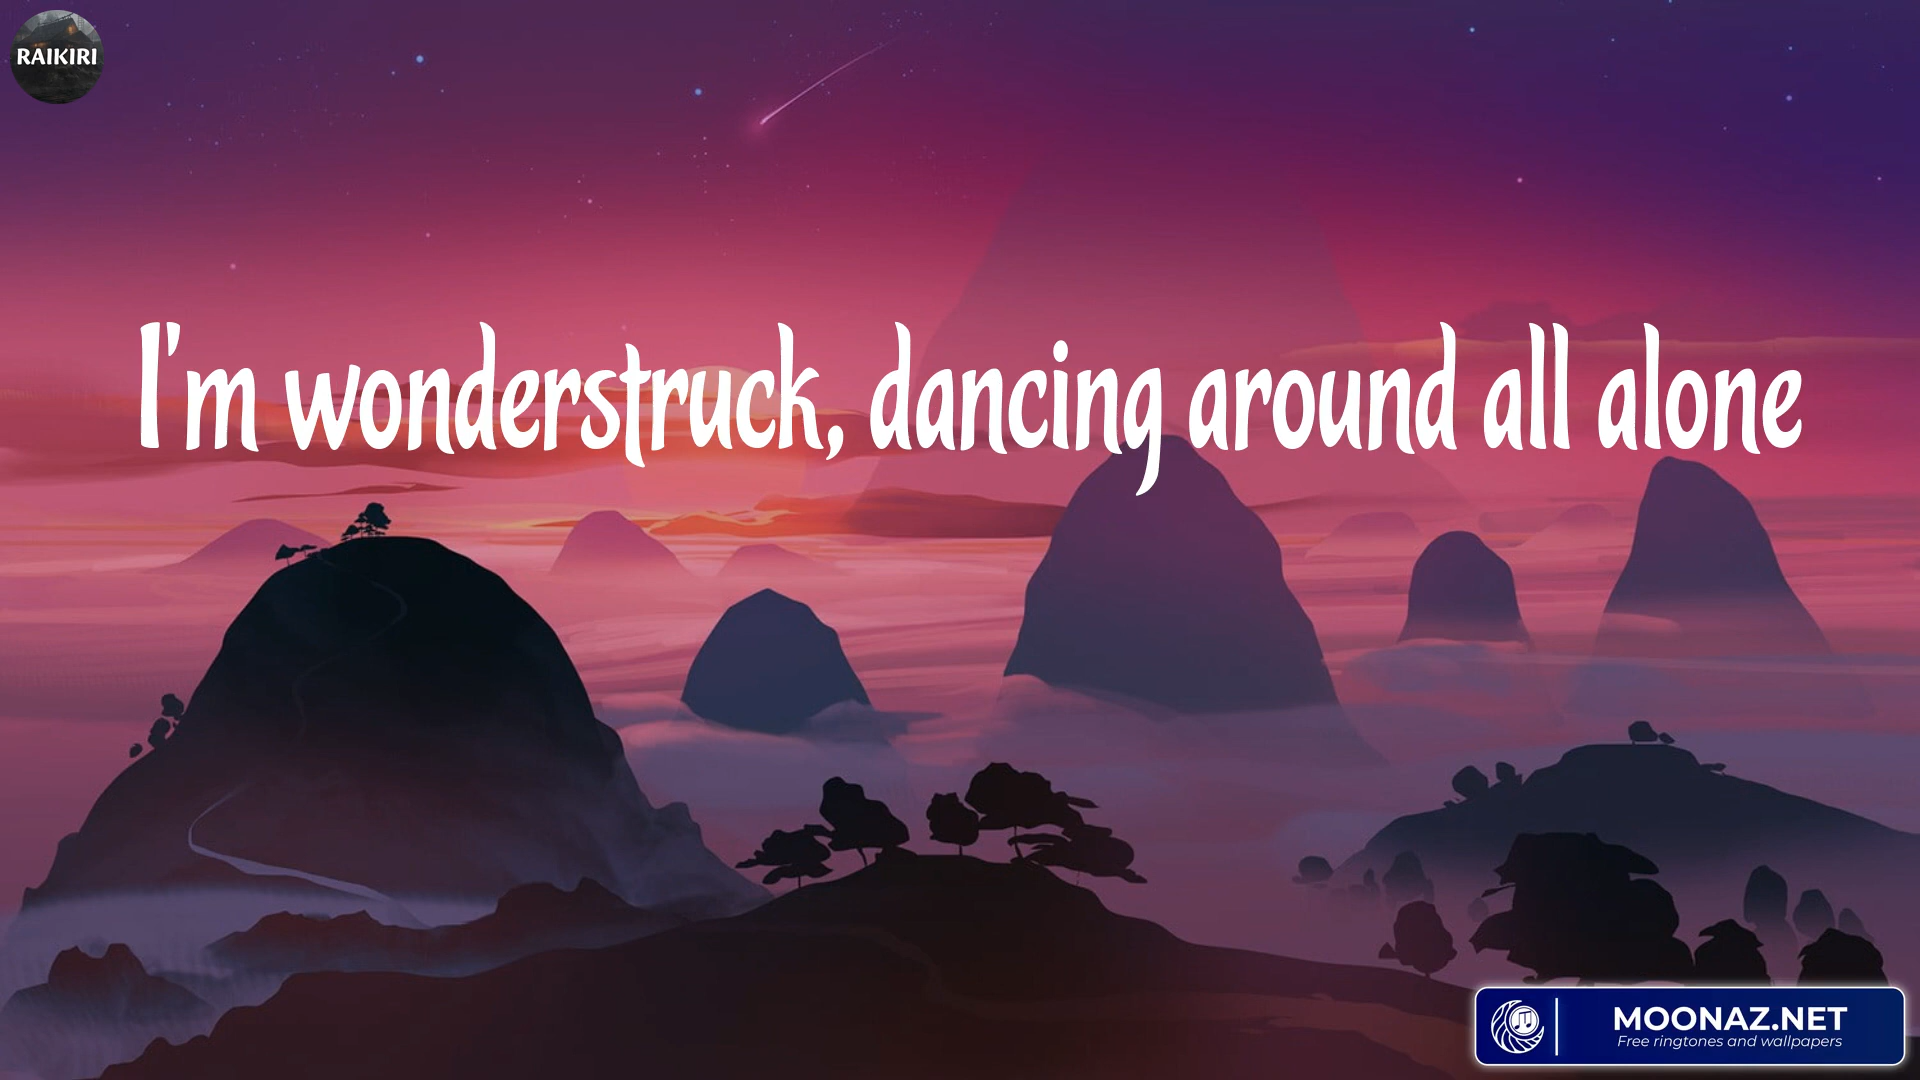 RAIKIRI
I'm wonderstruck, dancing around all alone
MOONAZ.NET
Free ringtones and wallpapers